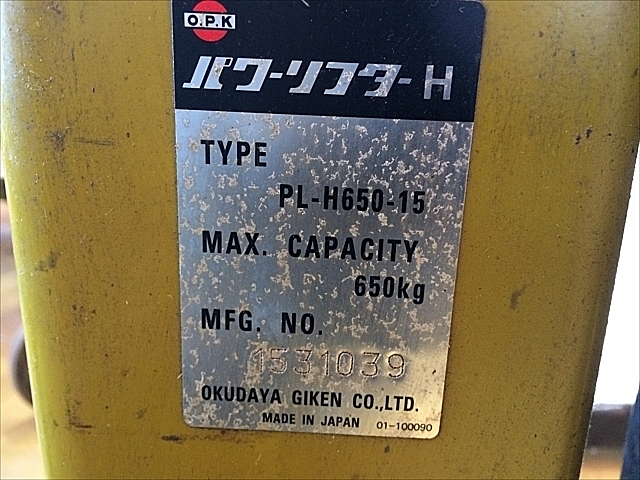 O.P.K
パワーリフターH
TYPE
PL-H650-15
MAX. CAPACITY
650kg
MFG. NO.
1531039
OKUDAYA GIKEN CO.,LTD.
MADE IN JAPAN 01-100090